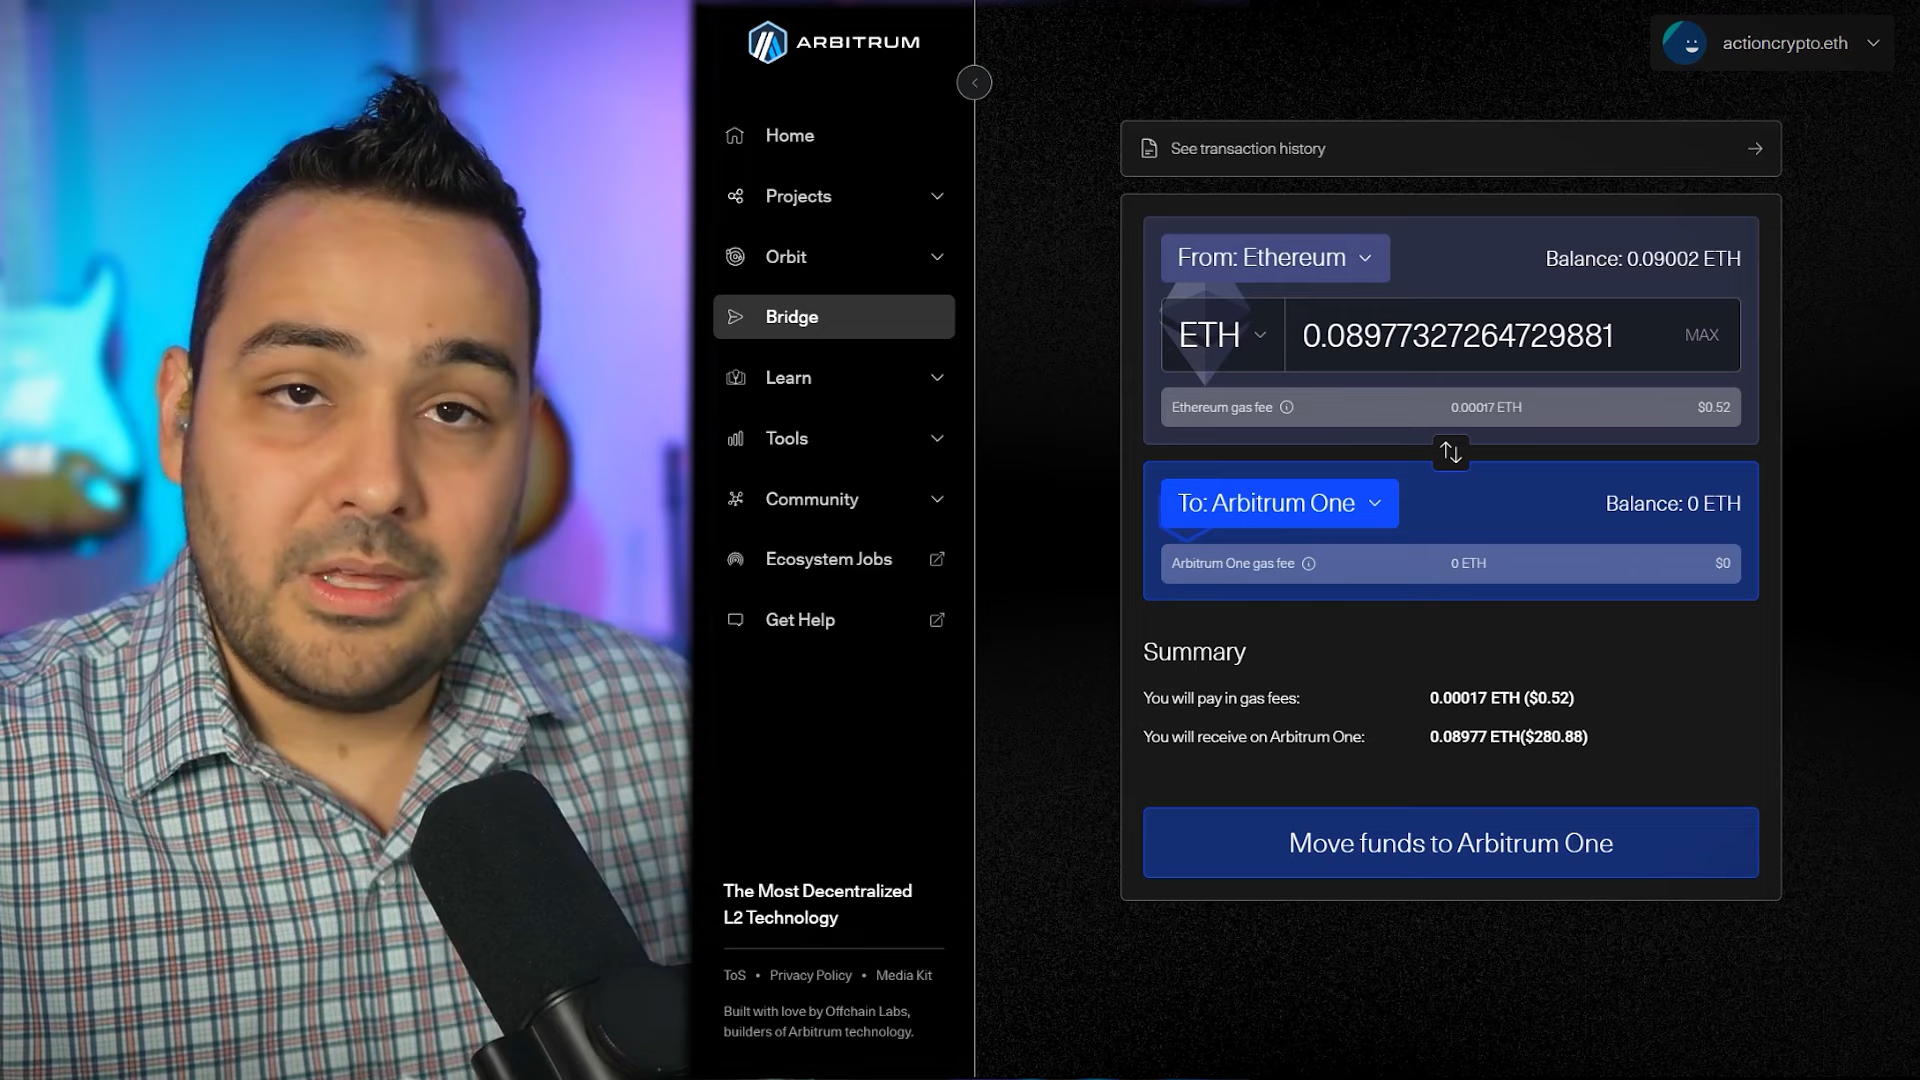 ARBITRUM
Home
Projects
Orbit
Bridge
Learn
Tools
Community
Ecosystem Jobs
Get Help
The Most Decentralized
L2 Technology
ToS • Privacy Policy • Media Kit
Built with love by Offchain Labs,
builders of Arbitrum technology.
actioncrypto.eth
See transaction history
From: Ethereum
Balance: 0.09002 ETH
ETH
0.08977327264729881
MAX
Ethereum gas fee 0.00017 ETH $0.52
To: Arbitrum One
Balance: 0 ETH
Arbitrum One gas fee 0 ETH $0
Summary
You will pay in gas fees: 0.00017 ETH ($0.52)
You will receive on Arbitrum One: 0.08977 ETH($280.88)
Move funds to Arbitrum One